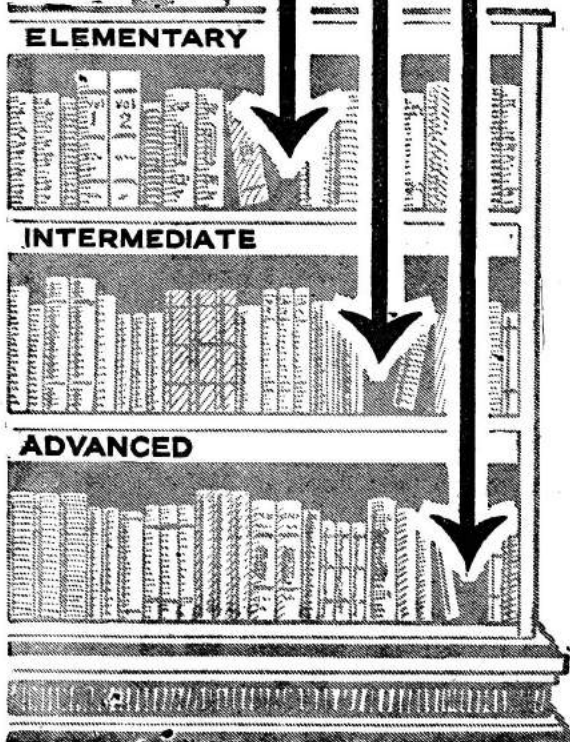 ELEMENTARY
Vol Vol
1 2
INTERMEDIATE
ADVANCED